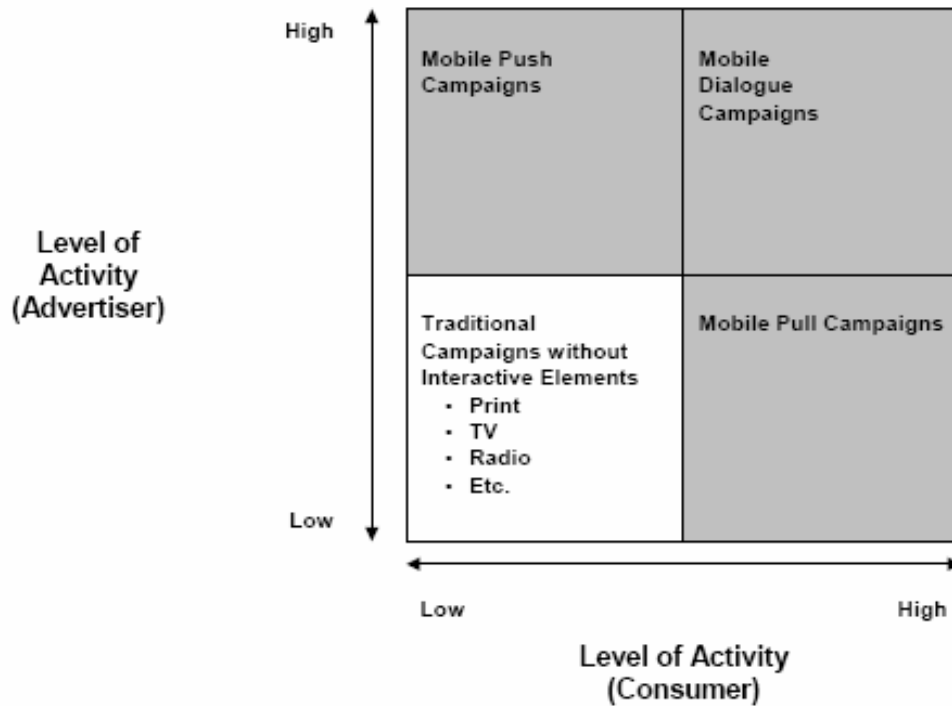 High
Mobile Push
Campaigns
Mobile
Dialogue
Campaigns
Level of
Activity
(Advertiser)
Traditional
Campaigns without
Interactive Elements
▪ Print
▪ TV
▪ Radio
▪ Etc.
Mobile Pull Campaigns
Low
Low
High
Level of Activity
(Consumer)